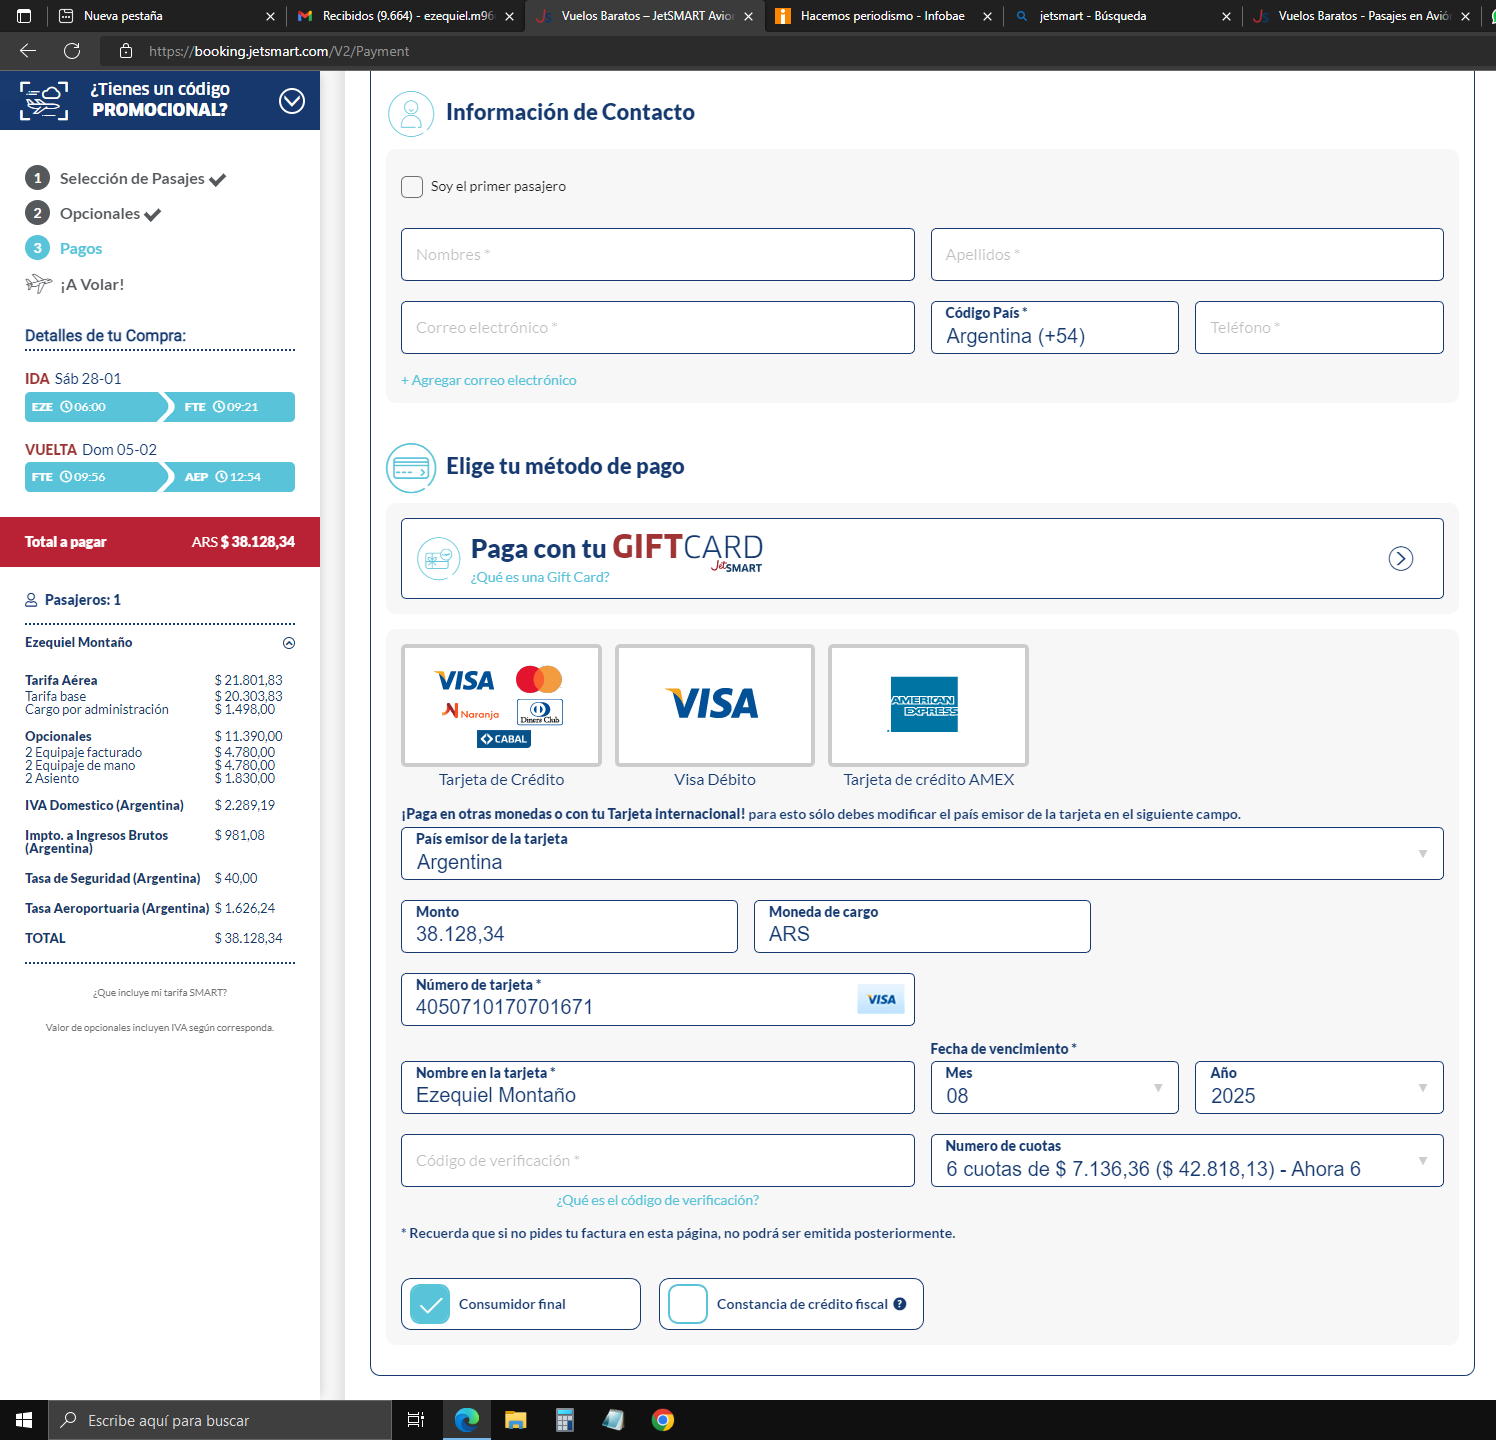 Nueva pestaña
Recibidos (9.664) - ezequiel.m96
Vuelos Baratos – JetSMART Avio
Hacemos periodismo - Infobae
jetsmart - Búsqueda
Vuelos Baratos - Pasajes en Avió
https://booking.jetsmart.com/V2/Payment
¿Tienes un código
PROMOCIONAL?
1 Selección de Pasajes
2 Opcionales
3 Pagos
¡A Volar!
Detalles de tu Compra:
IDA Sáb 28-01
EZE 06:00 FTE 09:21
VUELTA Dom 05-02
FTE 09:56 AEP 12:54
Total a pagar ARS $ 38.128,34
Pasajeros: 1
Ezequiel Montaño
Tarifa Aérea $ 21.801,83
Tarifa base $ 20.303,83
Cargo por administración $ 1.498,00
Opcionales $ 11.390,00
2 Equipaje facturado $ 4.780,00
2 Equipaje de mano $ 4.780,00
2 Asiento $ 1.830,00
IVA Domestico (Argentina) $ 2.289,19
Impto. a Ingresos Brutos $ 981,08
(Argentina)
Tasa de Seguridad (Argentina) $ 40,00
Tasa Aeroportuaria (Argentina) $ 1.626,24
TOTAL $ 38.128,34
¿Que incluye mi tarifa SMART?
Valor de opcionales incluyen IVA según corresponda.
Información de Contacto
Soy el primer pasajero
Nombres *
Apellidos *
Correo electrónico *
Código País *
Argentina (+54)
Teléfono *
+ Agregar correo electrónico
Elige tu método de pago
Paga con tu GIFTCARD
JetSMART
¿Qué es una Gift Card?
VISA
Naranja
Diners Club
CABAL
VISA
AMERICAN
EXPRESS
Tarjeta de Crédito
Visa Débito
Tarjeta de crédito AMEX
¡Paga en otras monedas o con tu Tarjeta internacional! para esto sólo debes modificar el país emisor de la tarjeta en el siguiente campo.
País emisor de la tarjeta
Argentina
Monto
38.128,34
Moneda de cargo
ARS
Número de tarjeta *
4050710170701671
VISA
Fecha de vencimiento *
Nombre en la tarjeta *
Ezequiel Montaño
Mes
08
Año
2025
Código de verificación *
Numero de cuotas
6 cuotas de $ 7.136,36 ($ 42.818,13) - Ahora 6
¿Qué es el código de verificación?
* Recuerda que si no pides tu factura en esta página, no podrá ser emitida posteriormente.
Consumidor final
Constancia de crédito fiscal ?
Escribe aquí para buscar